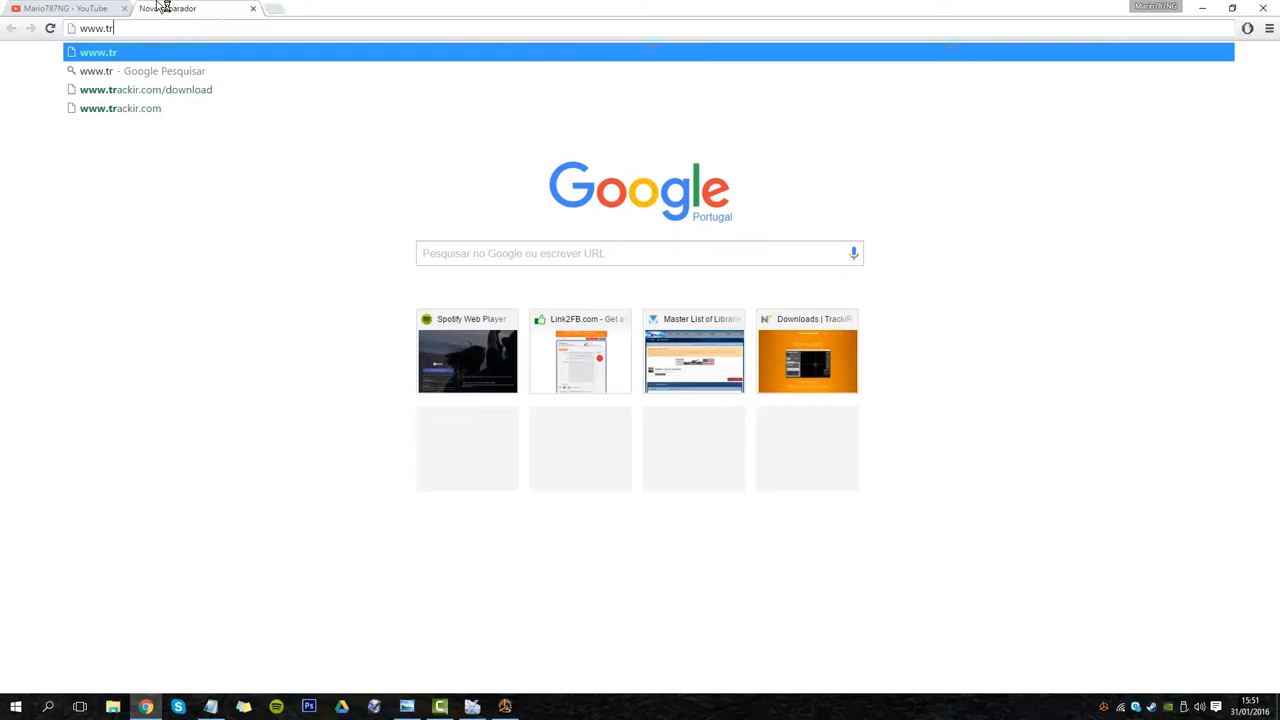 Mario787NG - YouTube
Novo separador
Mario787NG
www.tr
www.tr
www.tr - Google Pesquisar
www.trackir.com/download
www.trackir.com
Google
Portugal
Pesquisar no Google ou escrever URL
Spotify Web Player
Link2FB.com - Get a
Master List of Librarie
Downloads | TrackIR
15:51
31/01/2016